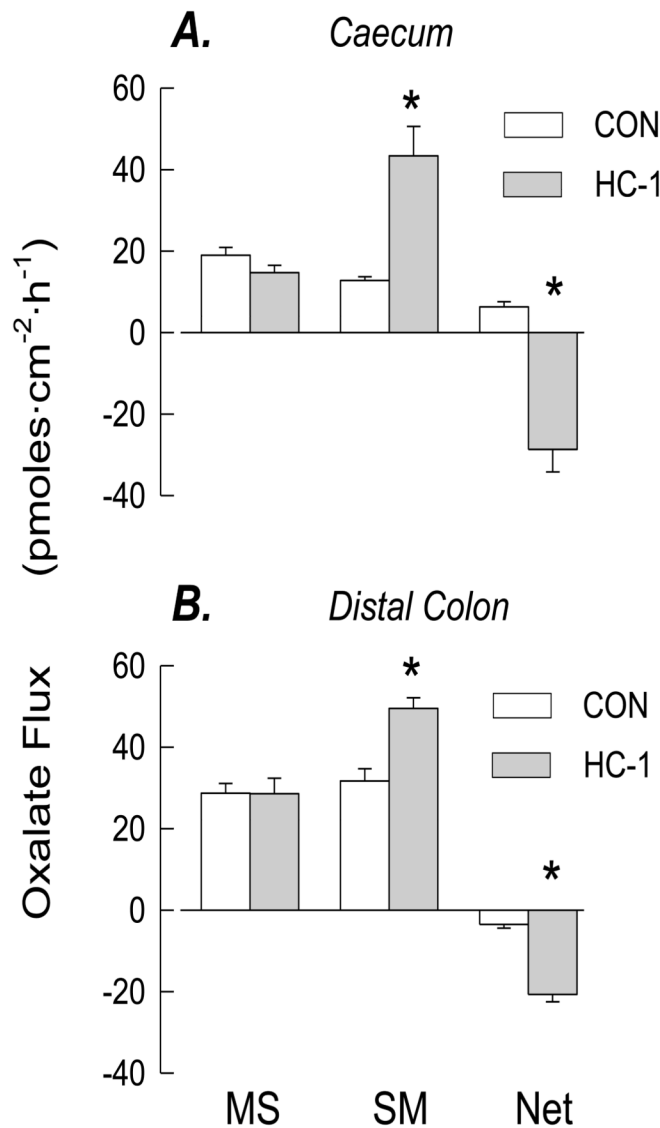 A. Caecum
60
40
20
0
-20
-40
*
*
CON
HC-1
B. Distal Colon
60
40
20
0
-20
-40
*
*
CON
HC-1
MS SM Net
Oxalate Flux (pmoles·cm⁻²·h⁻¹)